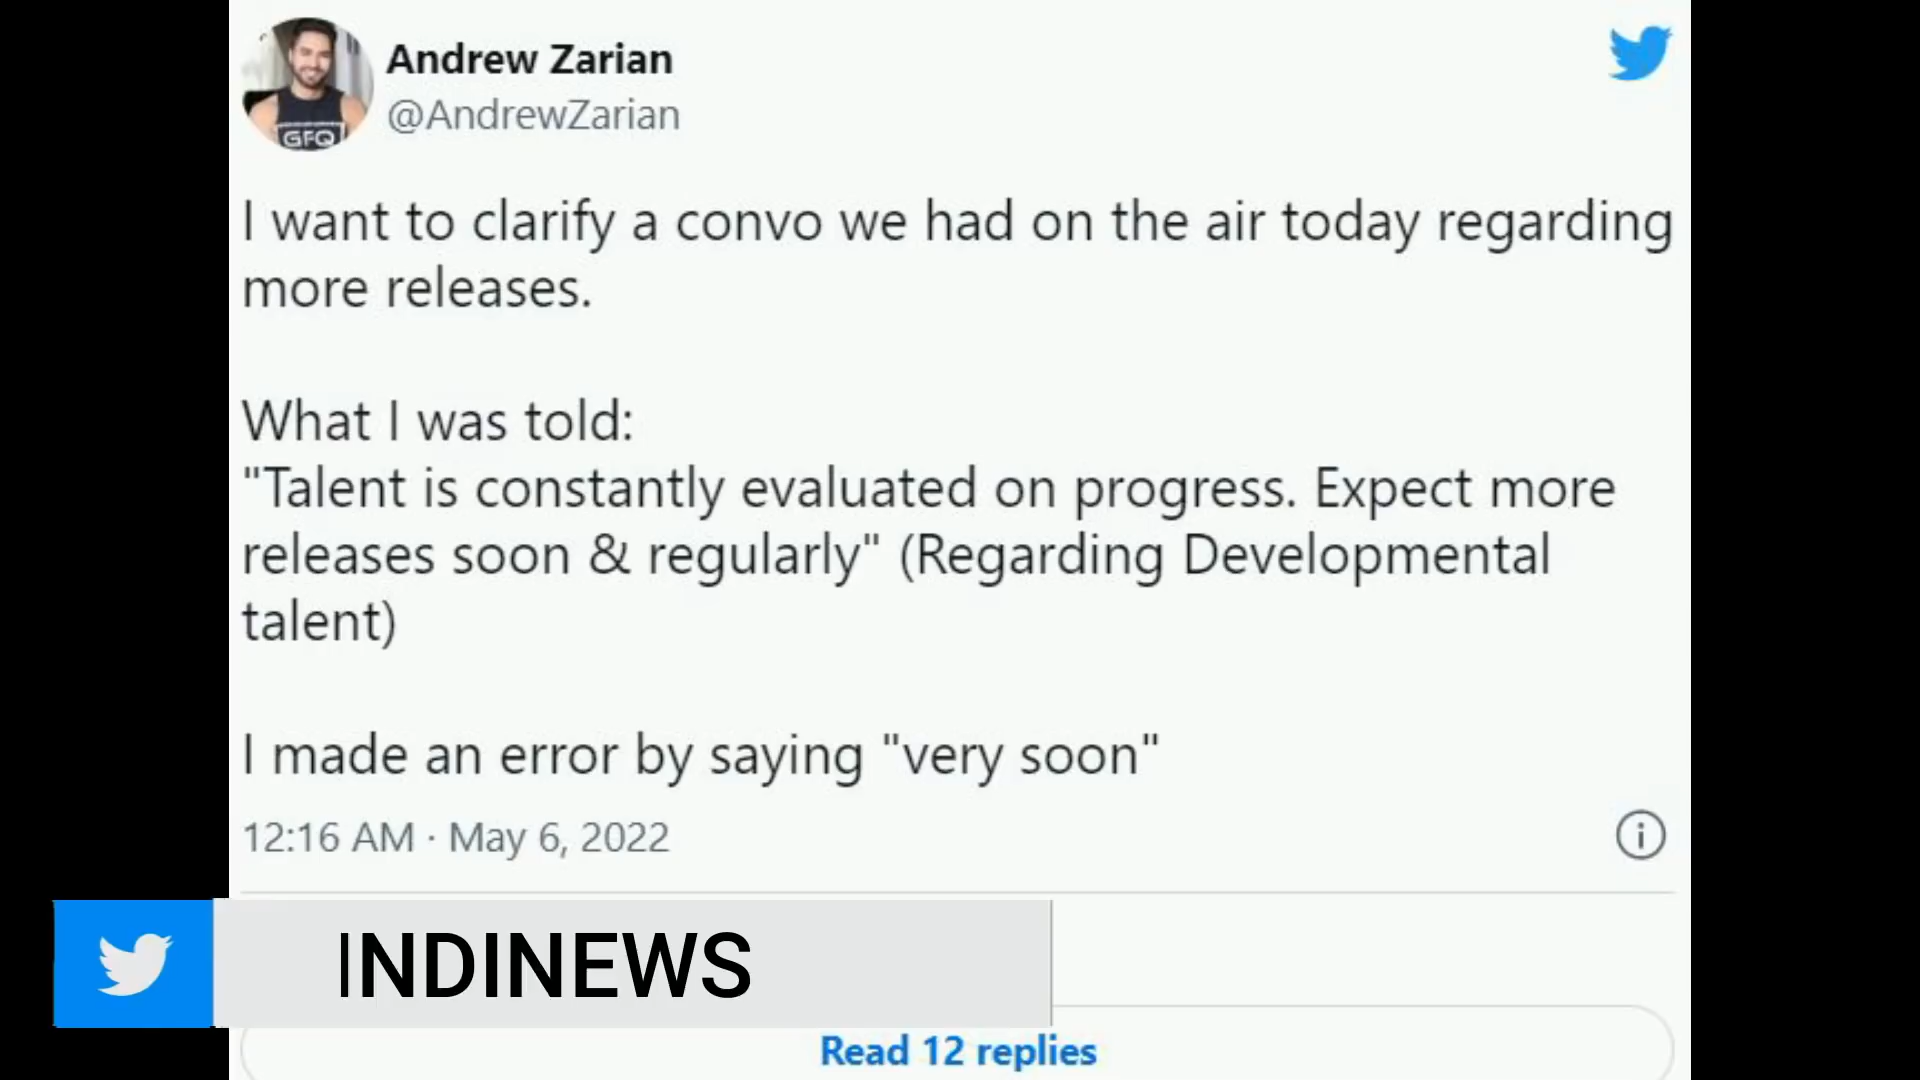 Andrew Zarian
@AndrewZarian
GFQ
I want to clarify a convo we had on the air today regarding
more releases.
What I was told:
"Talent is constantly evaluated on progress. Expect more
releases soon & regularly" (Regarding Developmental
talent)
I made an error by saying "very soon"
12:16 AM · May 6, 2022
INDINEWS
Read 12 replies